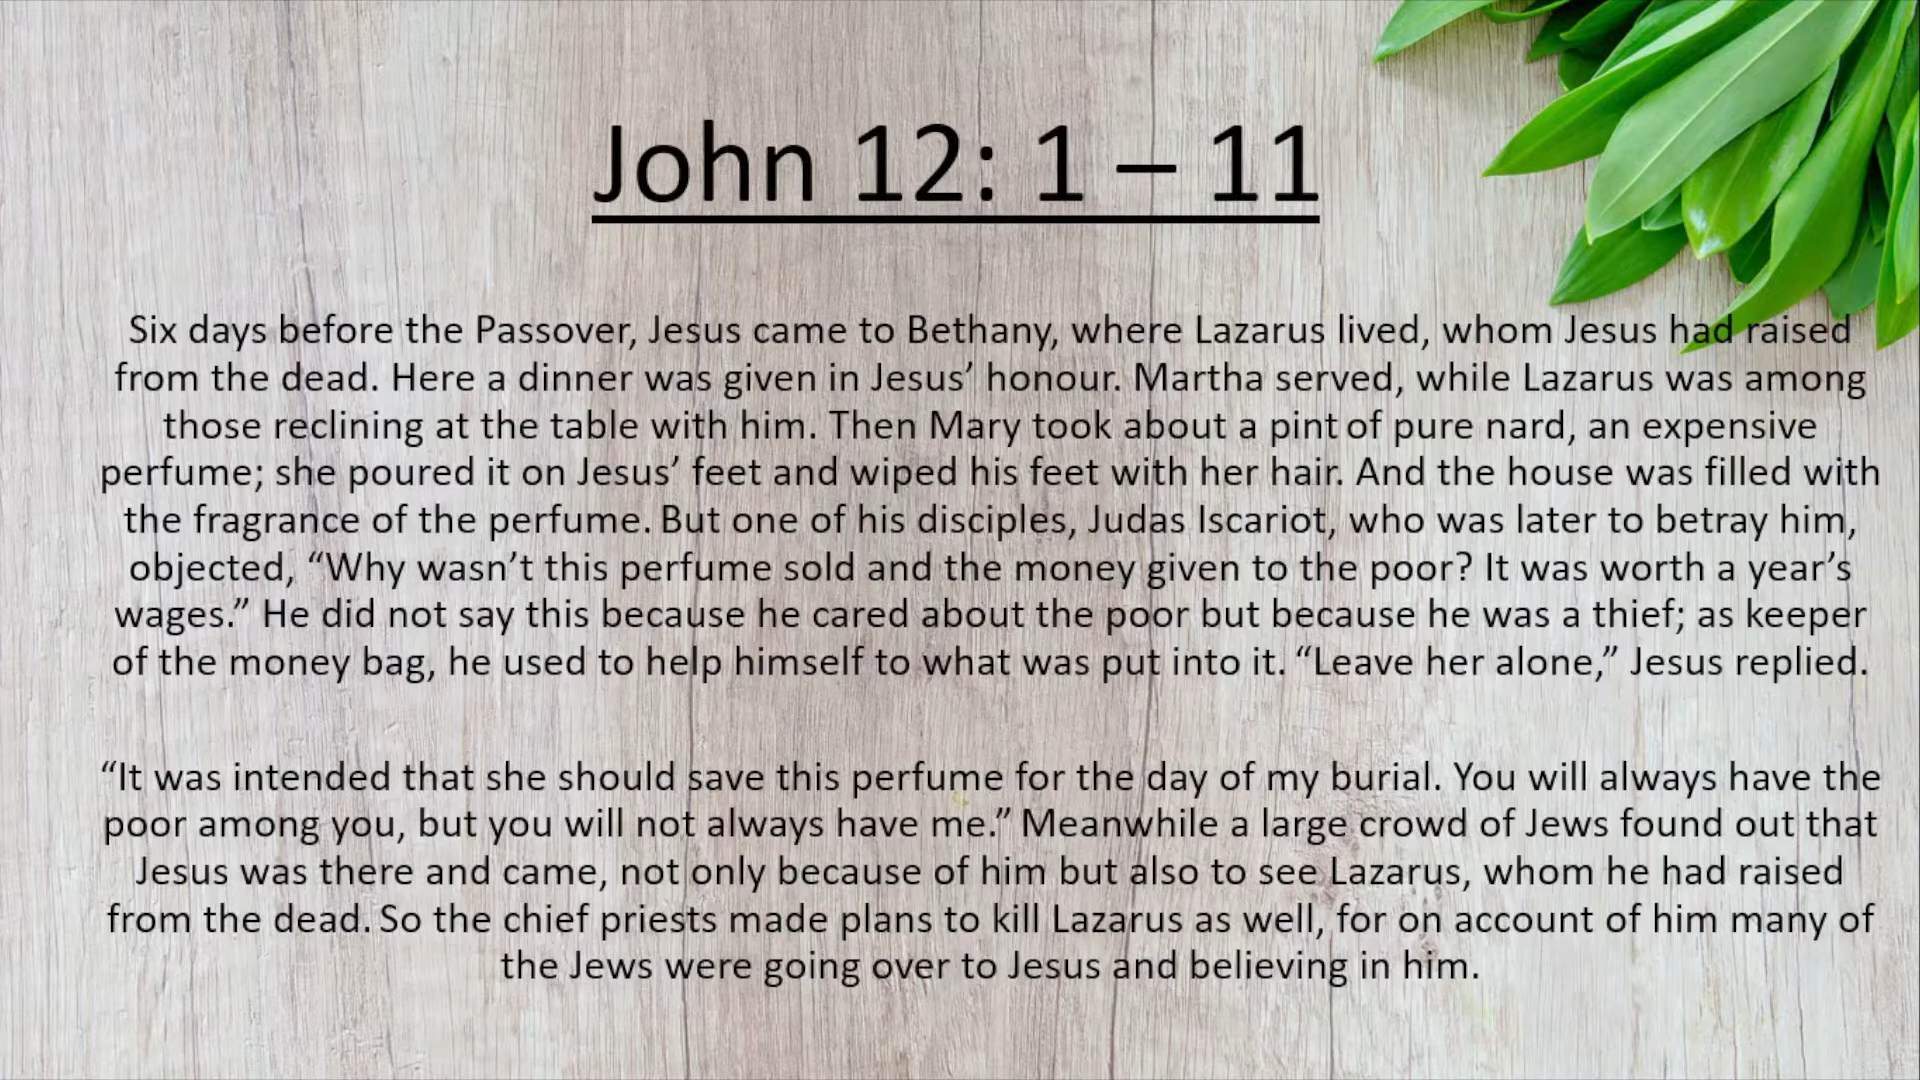 John 12: 1 – 11
Six days before the Passover, Jesus came to Bethany, where Lazarus lived, whom Jesus had raised
from the dead. Here a dinner was given in Jesus’ honour. Martha served, while Lazarus was among
those reclining at the table with him. Then Mary took about a pint of pure nard, an expensive
perfume; she poured it on Jesus’ feet and wiped his feet with her hair. And the house was filled with
the fragrance of the perfume. But one of his disciples, Judas Iscariot, who was later to betray him,
objected, “Why wasn’t this perfume sold and the money given to the poor? It was worth a year’s
wages.” He did not say this because he cared about the poor but because he was a thief; as keeper
of the money bag, he used to help himself to what was put into it. “Leave her alone,” Jesus replied.
“It was intended that she should save this perfume for the day of my burial. You will always have the
poor among you, but you will not always have me.” Meanwhile a large crowd of Jews found out that
Jesus was there and came, not only because of him but also to see Lazarus, whom he had raised
from the dead. So the chief priests made plans to kill Lazarus as well, for on account of him many of
the Jews were going over to Jesus and believing in him.